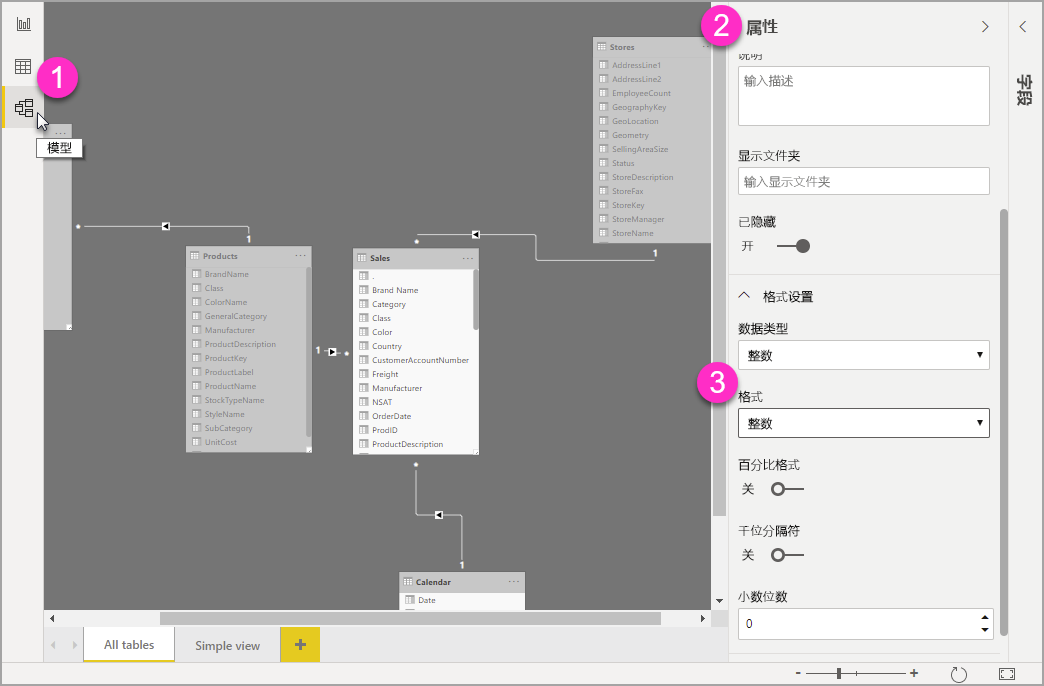 1
模型
Products
BrandName
Class
ColorName
GeneralCategory
Manufacturer
ProductDescription
ProductKey
ProductLabel
ProductName
StockTypeName
StyleName
SubCategory
UnitCost
1
1
Sales
.
Brand Name
Category
Class
Color
Country
CustomerAccountNumber
Freight
Manufacturer
NSAT
OrderDate
ProdID
ProductDescription
Stores
AddressLine1
AddressLine2
EmployeeCount
GeographyKey
GeoLocation
Geometry
SellingAreaSize
Status
StoreDescription
StoreFax
StoreKey
StoreManager
StoreName
1
1
Calendar
Date
All tables
Simple view
+
2
属性
说明
输入描述
显示文件夹
输入显示文件夹
已隐藏
开
格式设置
数据类型
整数
3
格式
整数
百分比格式
关
千位分隔符
关
小数位数
0
字段
- +